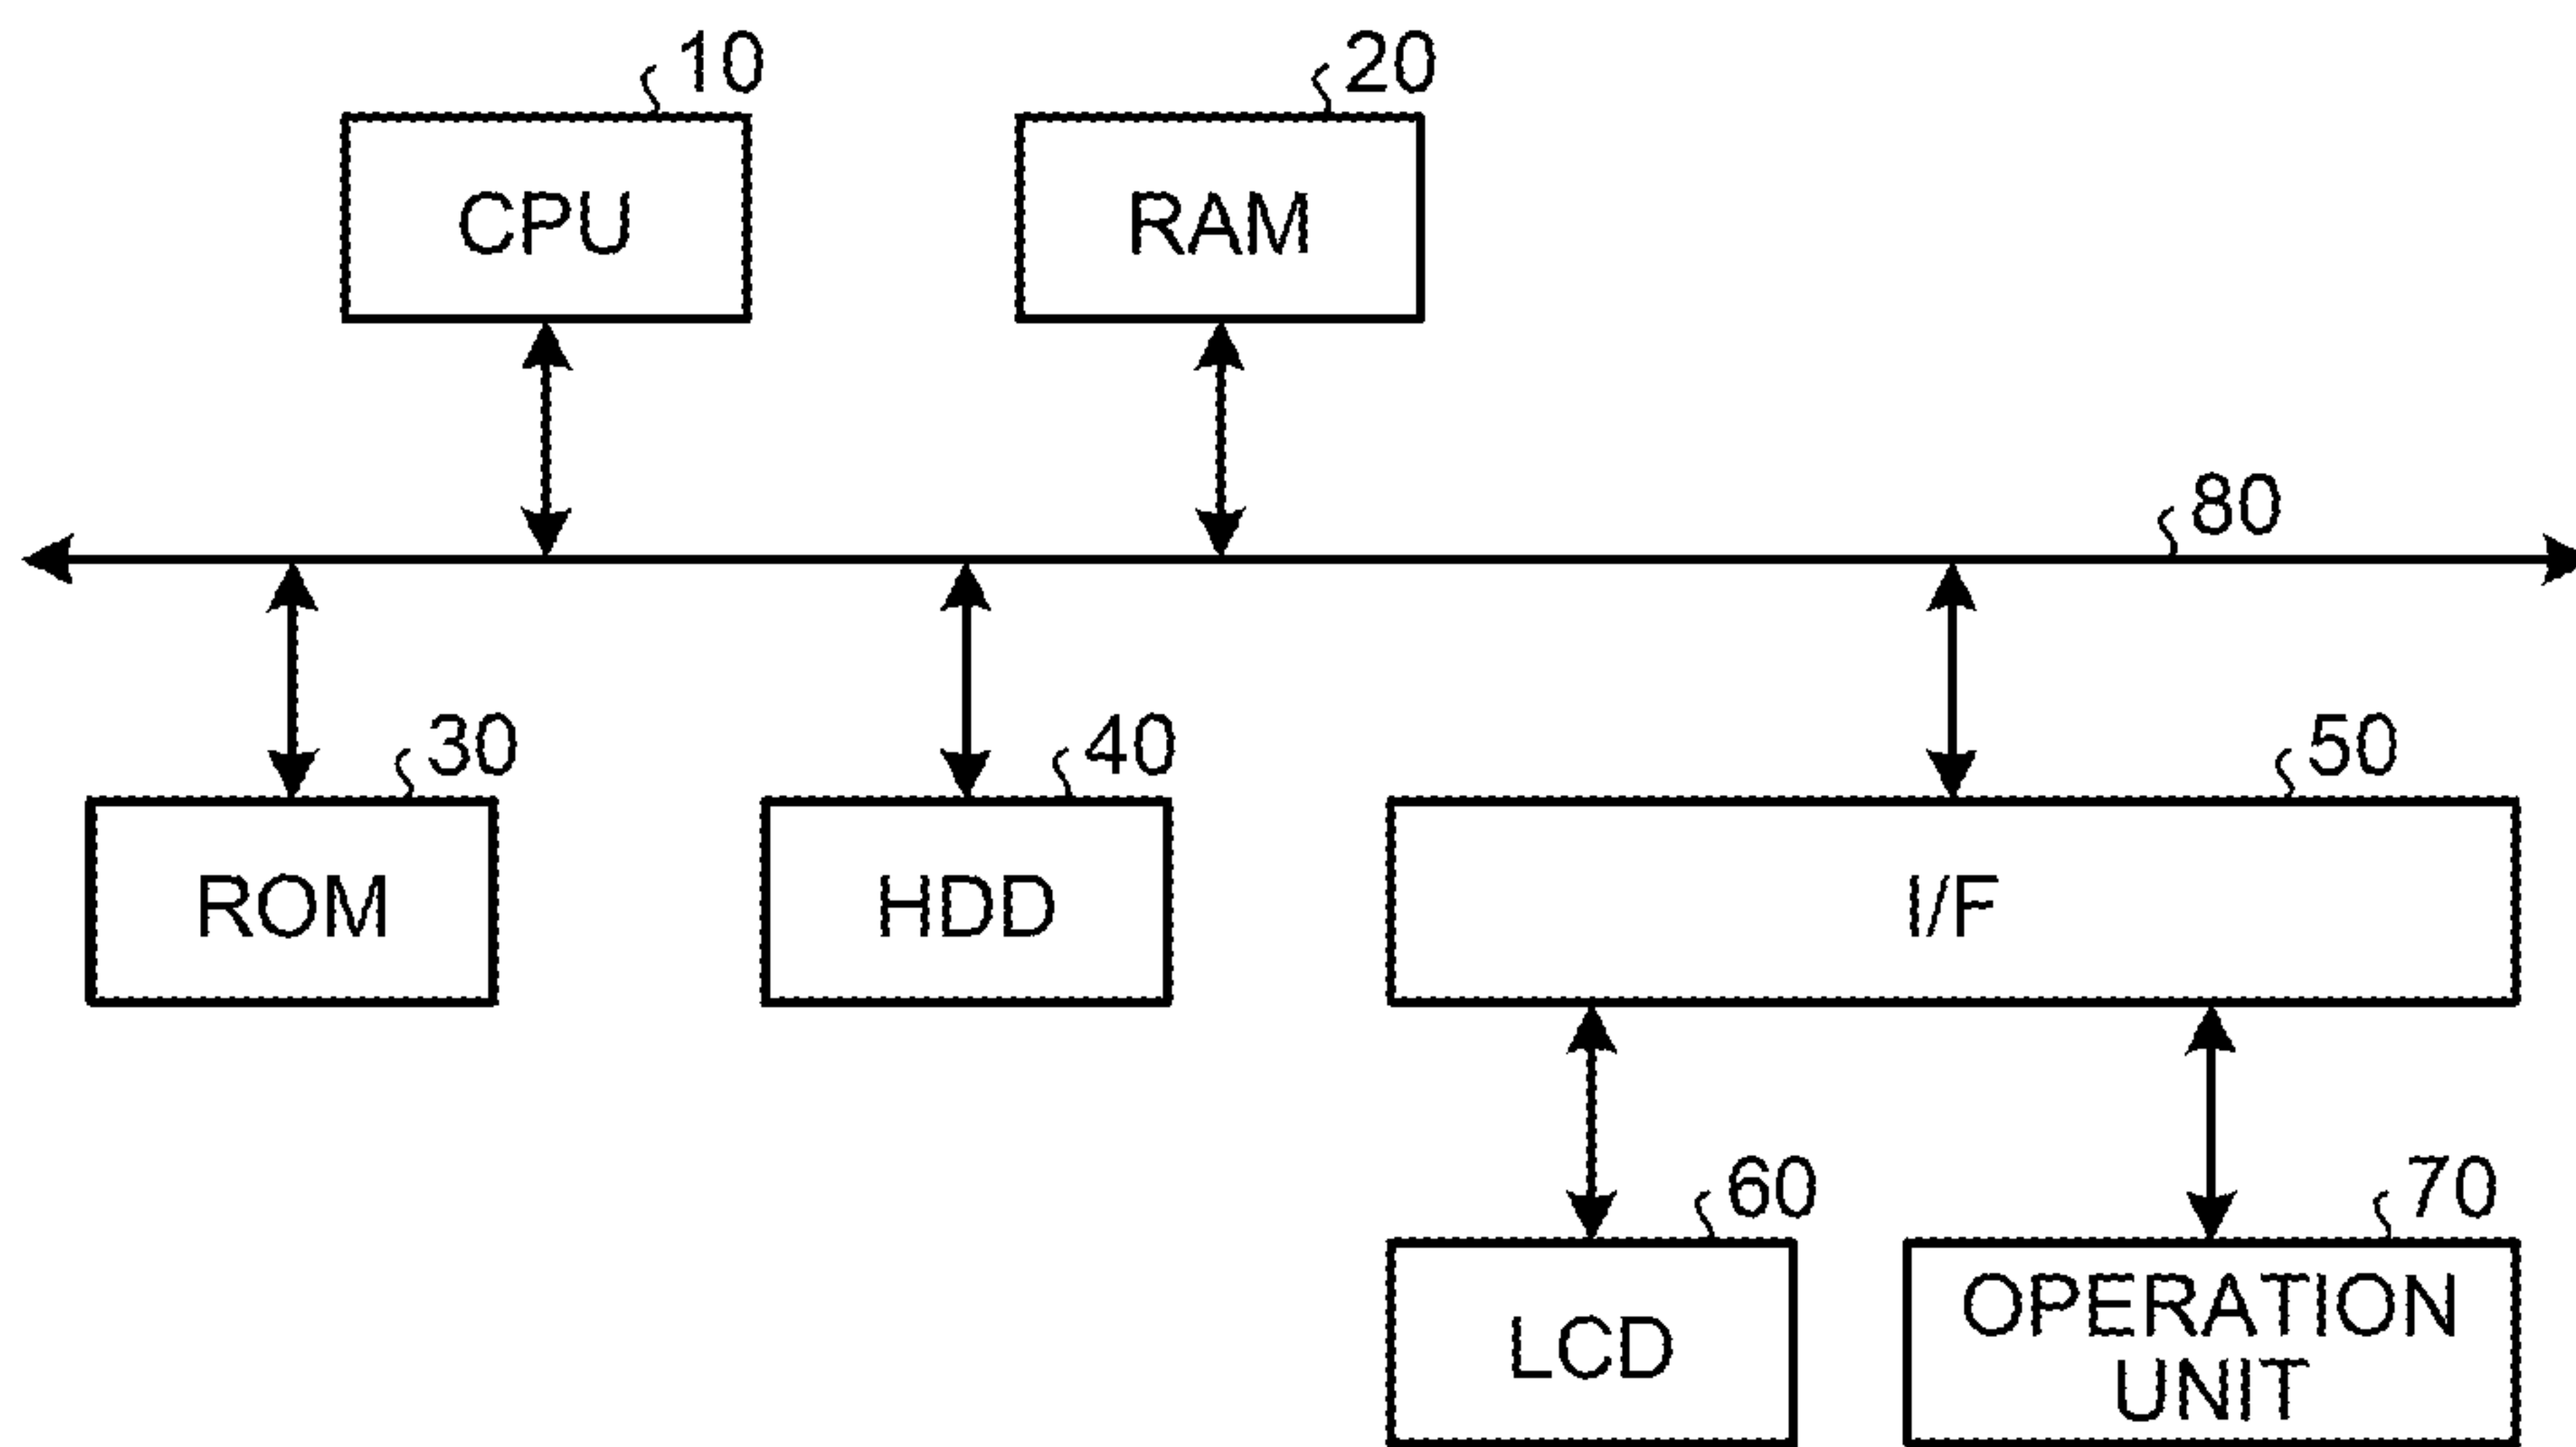 10
20
CPU
RAM
80
30
40
50
ROM
HDD
I/F
60
70
LCD
OPERATION
UNIT